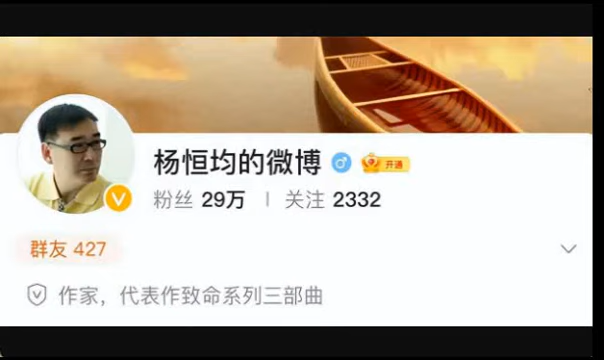 杨恒均的微博 开通
粉丝 29万 | 关注 2332
群友 427
作家，代表作致命系列三部曲